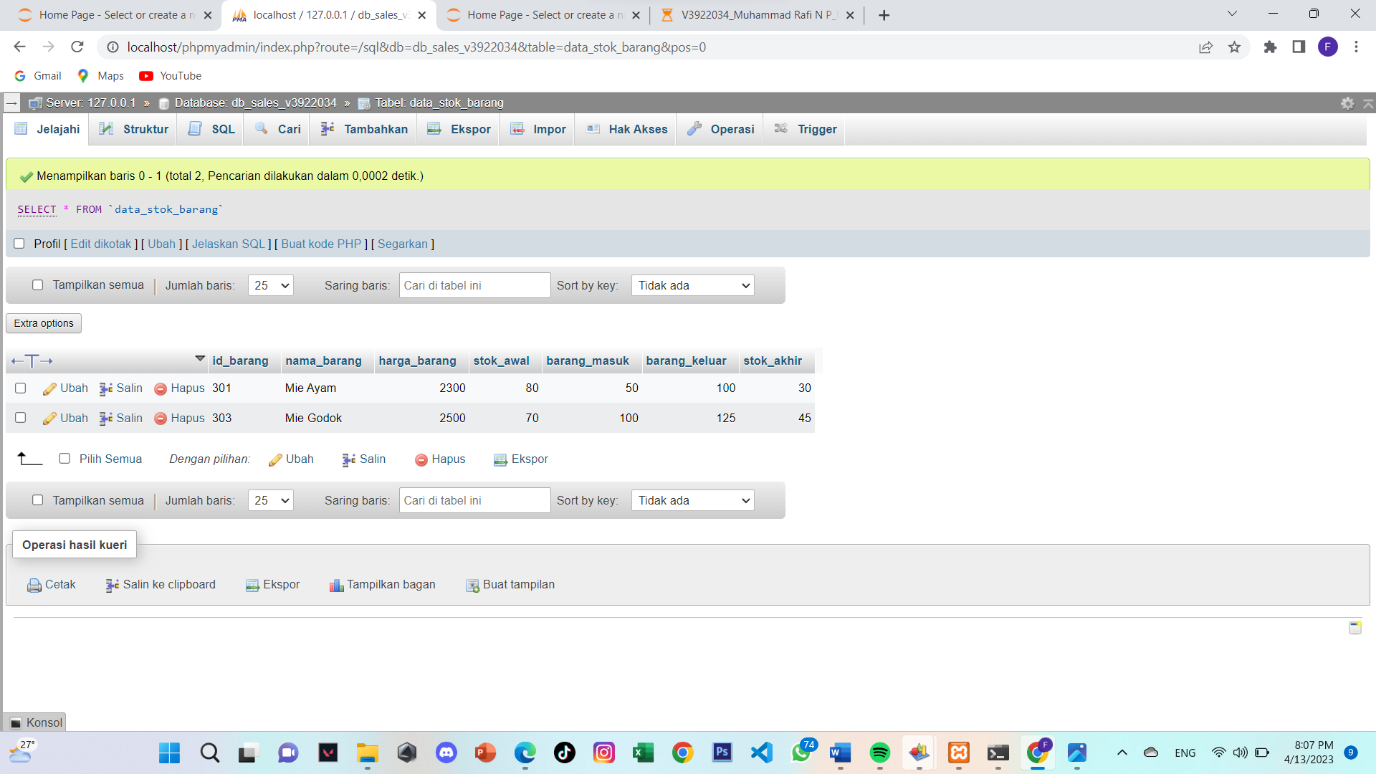 Home Page - Select or create a n
localhost / 127.0.0.1 / db_sales_v
Home Page - Select or create a n
V3922034_Muhammad Rafi N P_
localhost/phpmyadmin/index.php?route=/sql&db=db_sales_v3922034&table=data_stok_barang&pos=0
F
Gmail Maps YouTube
Server: 127.0.0.1 » Database: db_sales_v3922034 » Tabel: data_stok_barang
Jelajahi Struktur SQL Cari Tambahkan Ekspor Impor Hak Akses Operasi Trigger
Menampilkan baris 0 - 1 (total 2, Pencarian dilakukan dalam 0,0002 detik.)
SELECT * FROM `data_stok_barang`
Profil [ Edit dikotak ] [ Ubah ] [ Jelaskan SQL ] [ Buat kode PHP ] [ Segarkan ]
Tampilkan semua | Jumlah baris: 25 Saring baris: Cari di tabel ini Sort by key: Tidak ada
Extra options
id_barang nama_barang harga_barang stok_awal barang_masuk barang_keluar stok_akhir
Ubah Salin Hapus 301 Mie Ayam 2300 80 50 100 30
Ubah Salin Hapus 303 Mie Godok 2500 70 100 125 45
Pilih Semua Dengan pilihan: Ubah Salin Hapus Ekspor
Tampilkan semua | Jumlah baris: 25 Saring baris: Cari di tabel ini Sort by key: Tidak ada
Operasi hasil kueri
Cetak Salin ke clipboard Ekspor Tampilkan bagan Buat tampilan
Konsol
27°
74
F
ENG
8:07 PM
4/13/2023
9